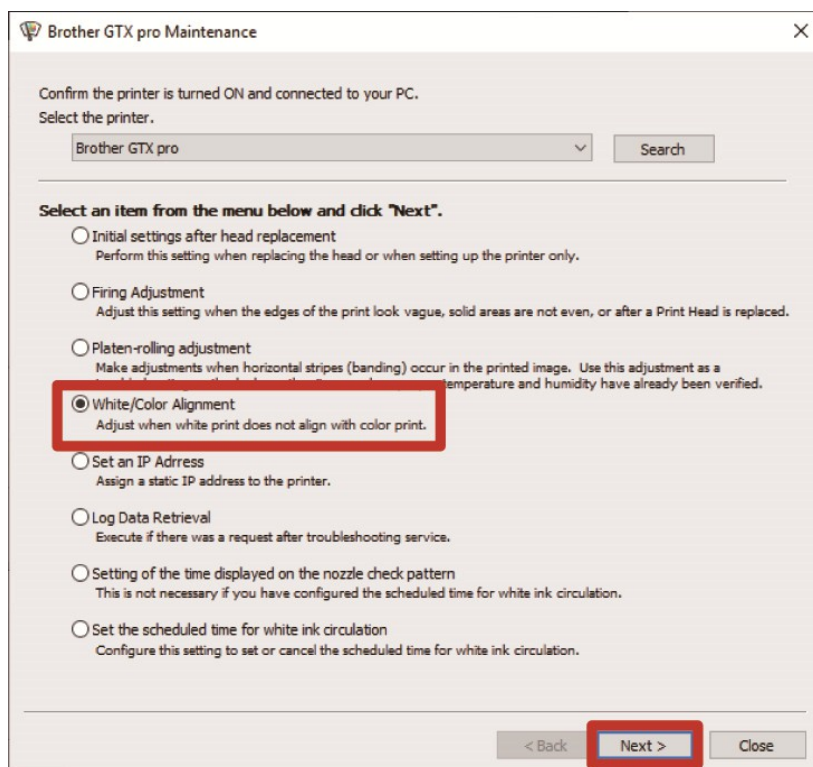 Brother GTX pro Maintenance
Confirm the printer is turned ON and connected to your PC.
Select the printer.
Brother GTX pro
Search
Select an item from the menu below and click "Next".
Initial settings after head replacement
Perform this setting when replacing the head or when setting up the printer only.
Firing Adjustment
Adjust this setting when the edges of the print look vague, solid areas are not even, or after a Print Head is replaced.
Platen-rolling adjustment
Make adjustments when horizontal stripes (banding) occur in the printed image. Use this adjustment as a
temperature and humidity have already been verified.
White/Color Alignment
Adjust when white print does not align with color print.
Set an IP Adrress
Assign a static IP address to the printer.
Log Data Retrieval
Execute if there was a request after troubleshooting service.
Setting of the time displayed on the nozzle check pattern
This is not necessary if you have configured the scheduled time for white ink circulation.
Set the scheduled time for white ink circulation
Configure this setting to set or cancel the scheduled time for white ink circulation.
< Back
Next >
Close